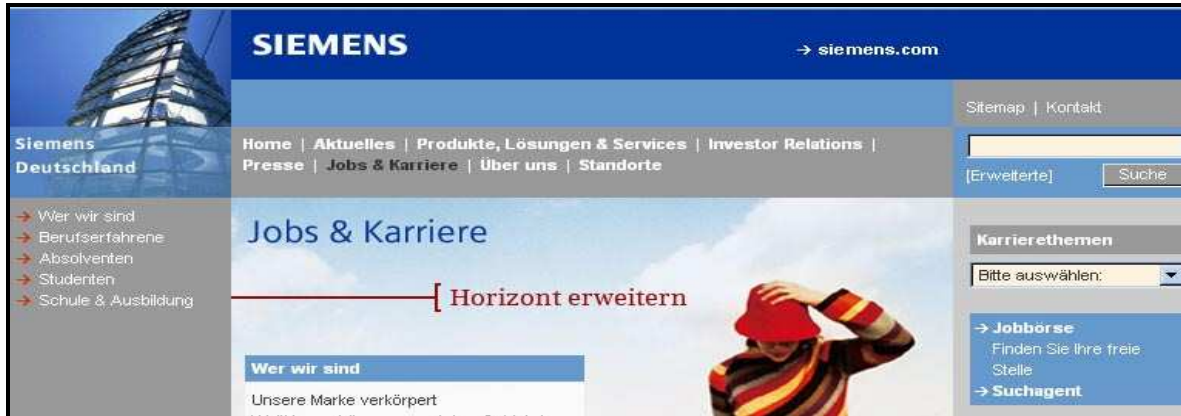 SIEMENS
→ siemens.com
Sitemap | Kontakt
Siemens
Deutschland
Home | Aktuelles | Produkte, Lösungen & Services | Investor Relations |
Presse | Jobs & Karriere | Über uns | Standorte
[Erweiterte] Suche
→ Wer wir sind
→ Berufserfahrene
→ Absolventen
→ Studenten
→ Schule & Ausbildung
Jobs & Karriere
[ Horizont erweitern
Wer wir sind
Unsere Marke verkörpert
Karrierethemen
Bitte auswählen:
→ Jobbörse
Finden Sie Ihre freie
Stelle
→ Suchagent